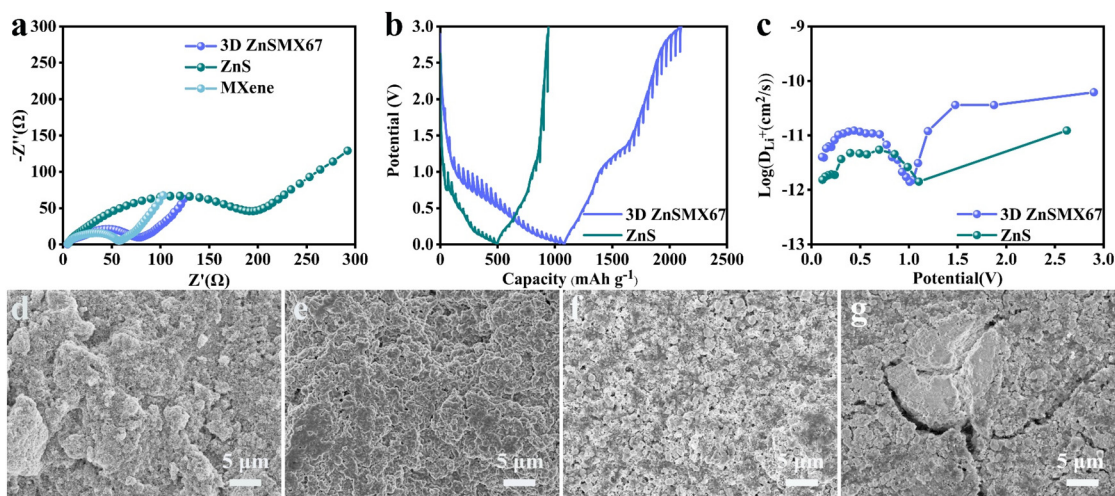 a
300
250
200
150
100
50
0
-Z''(Ω)
0 50 100 150 200 250 300
Z'(Ω)
3D ZnSMX67
ZnS
MXene
b
3.0
2.5
2.0
1.5
1.0
0.5
0.0
Potential (V)
0 500 1000 1500 2000 2500
Capacity (mAh g⁻¹)
3D ZnSMX67
ZnS
c
-9
-10
-11
-12
-13
Log(D_Li⁺(cm²/s))
0.0 0.5 1.0 1.5 2.0 2.5 3.0
Potential(V)
3D ZnSMX67
ZnS
d
5 μm
e
5 μm
f
5 μm
g
5 μm